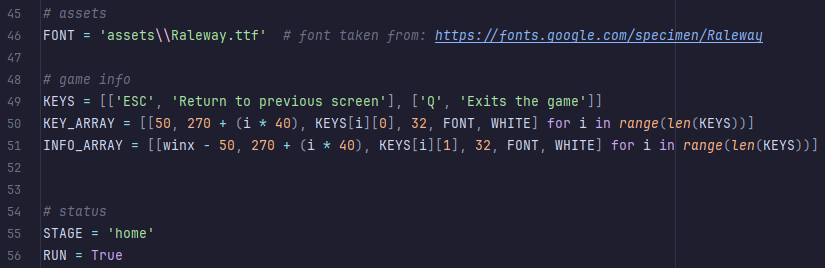 45 # assets
46 FONT = 'assets\\Raleway.ttf'  # font taken from: https://fonts.google.com/specimen/Raleway
47
48 # game info
49 KEYS = [['ESC', 'Return to previous screen'], ['Q', 'Exits the game']]
50 KEY_ARRAY = [[50, 270 + (i * 40), KEYS[i][0], 32, FONT, WHITE] for i in range(len(KEYS))]
51 INFO_ARRAY = [[winx - 50, 270 + (i * 40), KEYS[i][1], 32, FONT, WHITE] for i in range(len(KEYS))]
52
53
54 # status
55 STAGE = 'home'
56 RUN = True